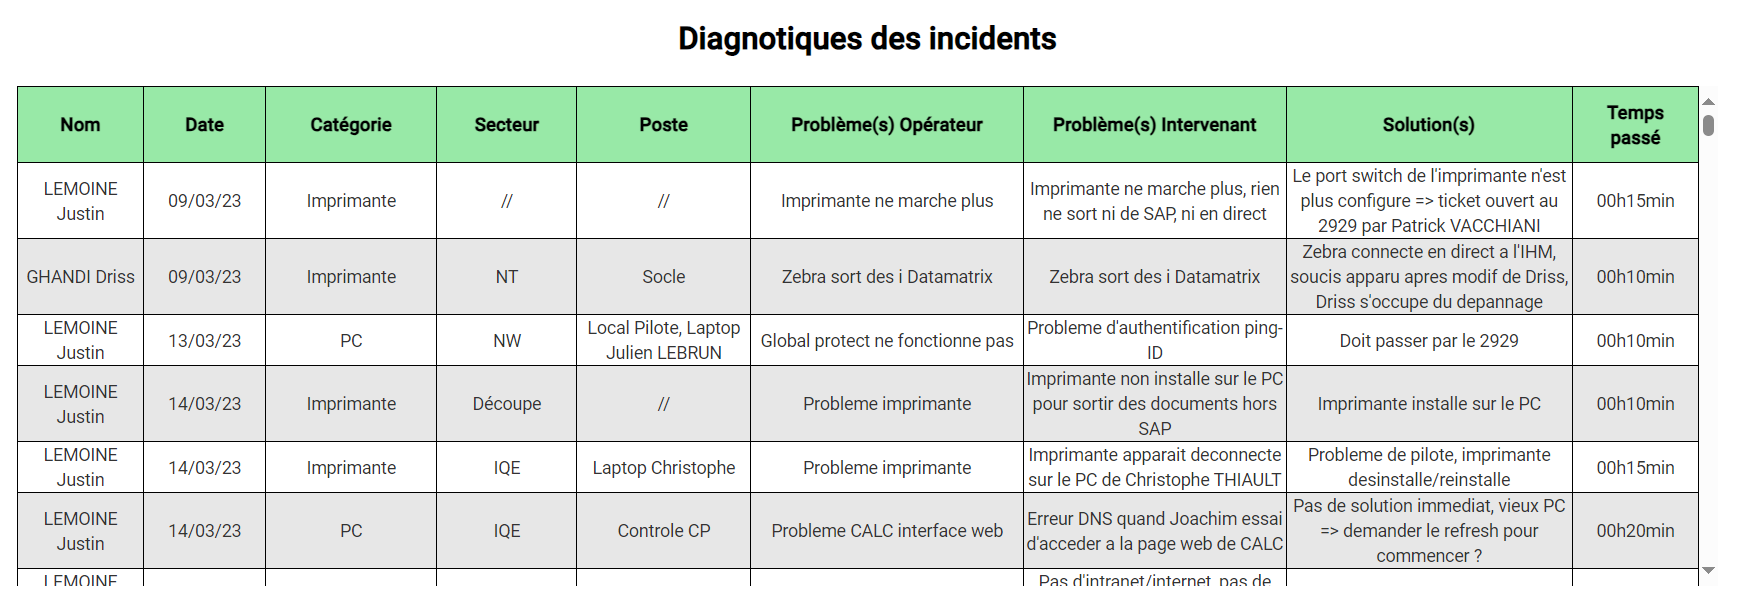 Diagnotiques des incidents
Nom Date Catégorie Secteur Poste Problème(s) Opérateur Problème(s) Intervenant Solution(s) Temps passé
LEMOINE Justin 09/03/23 Imprimante // // Imprimante ne marche plus Imprimante ne marche plus, rien ne sort ni de SAP, ni en direct Le port switch de l'imprimante n'est plus configure => ticket ouvert au 2929 par Patrick VACCHIANI 00h15min
GHANDI Driss 09/03/23 Imprimante NT Socle Zebra sort des i Datamatrix Zebra sort des i Datamatrix Zebra connecte en direct a l'IHM, soucis apparu apres modif de Driss, Driss s'occupe du depannage 00h10min
LEMOINE Justin 13/03/23 PC NW Local Pilote, Laptop Julien LEBRUN Global protect ne fonctionne pas Probleme d'authentification ping-ID Doit passer par le 2929 00h10min
LEMOINE Justin 14/03/23 Imprimante Découpe // Probleme imprimante Imprimante non installe sur le PC pour sortir des documents hors SAP Imprimante installe sur le PC 00h10min
LEMOINE Justin 14/03/23 Imprimante IQE Laptop Christophe Probleme imprimante Imprimante apparait deconnecte sur le PC de Christophe THIAULT Probleme de pilote, imprimante desinstalle/reinstalle 00h15min
LEMOINE Justin 14/03/23 PC IQE Controle CP Probleme CALC interface web Erreur DNS quand Joachim essai d'acceder a la page web de CALC Pas de solution immediat, vieux PC => demander le refresh pour commencer ? 00h20min
LEMOINE Pas d'intranet/internet, pas de